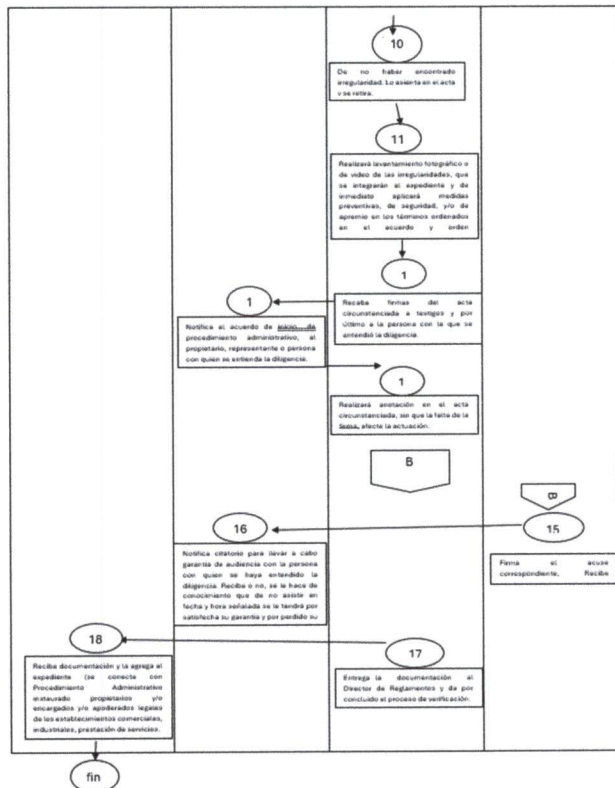 10
De no haber encontrado
irregularidad. Lo asienta en el acta
y se retira.
11
Realizará levantamiento fotográfico o
de video de las irregularidades, que
se integrarán al expediente y de
inmediato aplicará medidas
preventivas, de seguridad, y/o de
apremio en los términos ordenados
en el acuerdo y orden
1
Recaba firmas del acta
circunstanciada a testigos y por
último a la persona con la que se
entendió la diligencia.
1
Notifica el acuerdo de inicio de
procedimiento administrativo, al
propietario, representante o persona
con quien se entienda la diligencia.
1
Realizará anotación en el acta
circunstanciada, sin que la falta de la
firma, afecte la actuación.
B
B
15
Firma el acuse
correspondiente, Recibe
16
Notifica citatorio para llevar a cabo
garantía de audiencia con la persona
con quien se haya entendido la
diligencia. Reciba o no, se le hace de
conocimiento que de no asistir en
fecha y hora señalada se le tendrá por
satisfecha su garantía y por perdido su
17
Entrega la documentación al
Director de Reglamentos y da por
concluido el proceso de verificación.
18
Recibe documentación y la agrega al
expediente (se conecta con
Procedimiento Administrativo
instaurado propietarios y/o
encargados y/o apoderados legales
de los establecimientos comerciales,
industriales, prestación de servicios.
fin